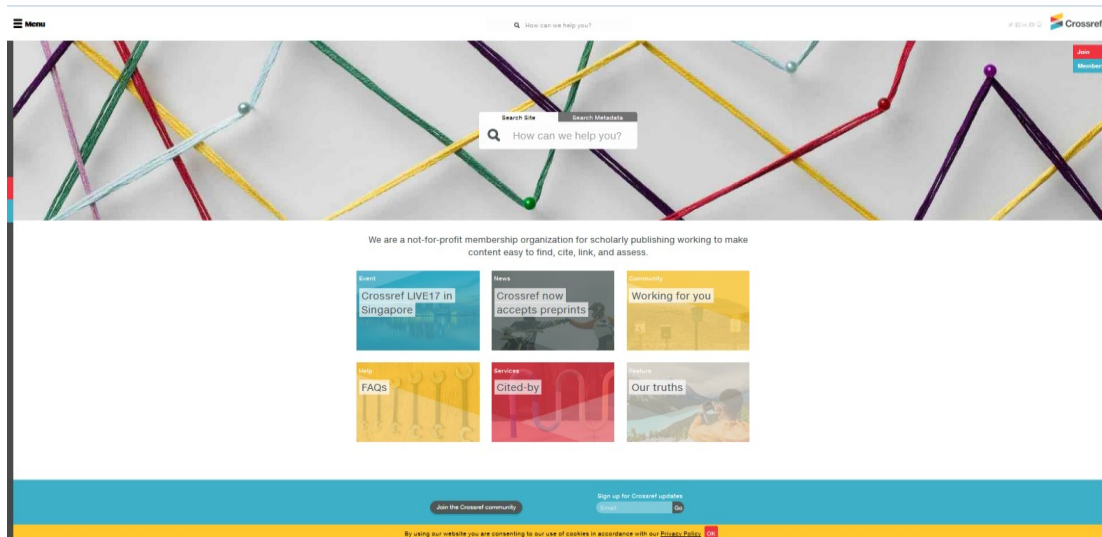 Menu
How can we help you?
Crossref
Join
Member
Search Site
Search Metadata
How can we help you?
We are a not-for-profit membership organization for scholarly publishing working to make
content easy to find, cite, link, and assess.
Event
Crossref LIVE17 in
Singapore
News
Crossref now
accepts preprints
Community
Working for you
Help
FAQs
Services
Cited-by
Feature
Our truths
Join the Crossref community
Sign up for Crossref updates
Email
Go
By using our website you are consenting to our use of cookies in accordance with our Privacy Policy OK